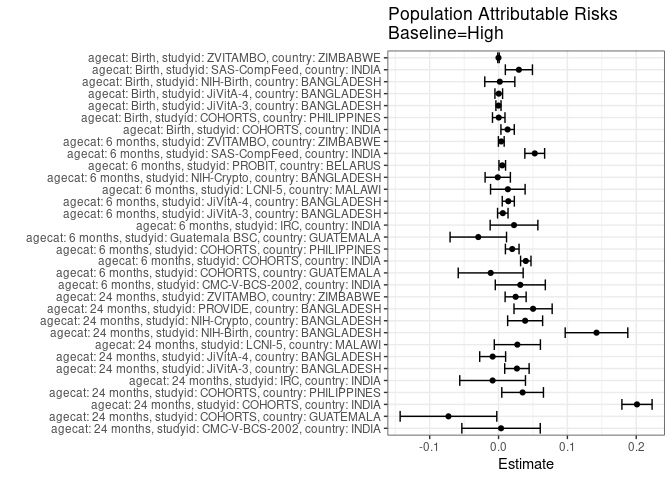 Population Attributable Risks
Baseline=High
agecat: Birth, studyid: ZVITAMBO, country: ZIMBABWE
agecat: Birth, studyid: SAS-CompFeed, country: INDIA
agecat: Birth, studyid: NIH-Birth, country: BANGLADESH
agecat: Birth, studyid: JiVitA-4, country: BANGLADESH
agecat: Birth, studyid: JiVitA-3, country: BANGLADESH
agecat: Birth, studyid: COHORTS, country: PHILIPPINES
agecat: Birth, studyid: COHORTS, country: INDIA
agecat: 6 months, studyid: ZVITAMBO, country: ZIMBABWE
agecat: 6 months, studyid: SAS-CompFeed, country: INDIA
agecat: 6 months, studyid: PROBIT, country: BELARUS
agecat: 6 months, studyid: NIH-Crypto, country: BANGLADESH
agecat: 6 months, studyid: LCNI-5, country: MALAWI
agecat: 6 months, studyid: JiVitA-4, country: BANGLADESH
agecat: 6 months, studyid: JiVitA-3, country: BANGLADESH
agecat: 6 months, studyid: IRC, country: INDIA
agecat: 6 months, studyid: Guatemala BSC, country: GUATEMALA
agecat: 6 months, studyid: COHORTS, country: PHILIPPINES
agecat: 6 months, studyid: COHORTS, country: INDIA
agecat: 6 months, studyid: COHORTS, country: GUATEMALA
agecat: 6 months, studyid: CMC-V-BCS-2002, country: INDIA
agecat: 24 months, studyid: ZVITAMBO, country: ZIMBABWE
agecat: 24 months, studyid: PROVIDE, country: BANGLADESH
agecat: 24 months, studyid: NIH-Crypto, country: BANGLADESH
agecat: 24 months, studyid: NIH-Birth, country: BANGLADESH
agecat: 24 months, studyid: LCNI-5, country: MALAWI
agecat: 24 months, studyid: JiVitA-4, country: BANGLADESH
agecat: 24 months, studyid: JiVitA-3, country: BANGLADESH
agecat: 24 months, studyid: IRC, country: INDIA
agecat: 24 months, studyid: COHORTS, country: PHILIPPINES
agecat: 24 months, studyid: COHORTS, country: INDIA
agecat: 24 months, studyid: COHORTS, country: GUATEMALA
agecat: 24 months, studyid: CMC-V-BCS-2002, country: INDIA
-0.1 0.0 0.1 0.2
Estimate